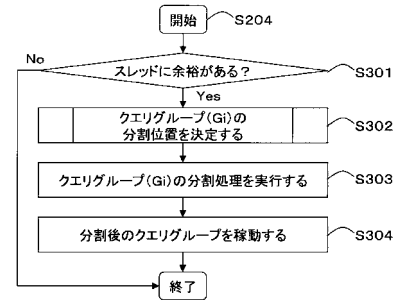 開始
S204
No
スレッドに余裕がある？
S301
Yes
クエリグループ(Gi)の
分割位置を決定する
S302
クエリグループ(Gi)の分割処理を実行する
S303
分割後のクエリグループを稼動する
S304
終了